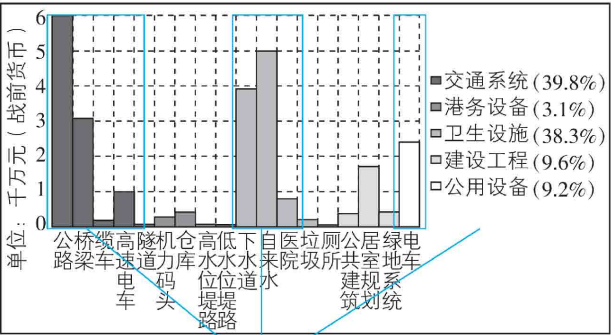 单位：千万元（战前货币）
6
5
4
3
2
1
0
公路
桥梁
缆车
高速电车
隧道
机力码头
仓库
高水位堤路
低水位堤路
下水道
自来水
医院
垃圾
厕所
公共建筑
居室规划
绿地系统
电车
交通系统(39.8%)
港务设备(3.1%)
卫生设施(38.3%)
建设工程(9.6%)
公用设备(9.2%)